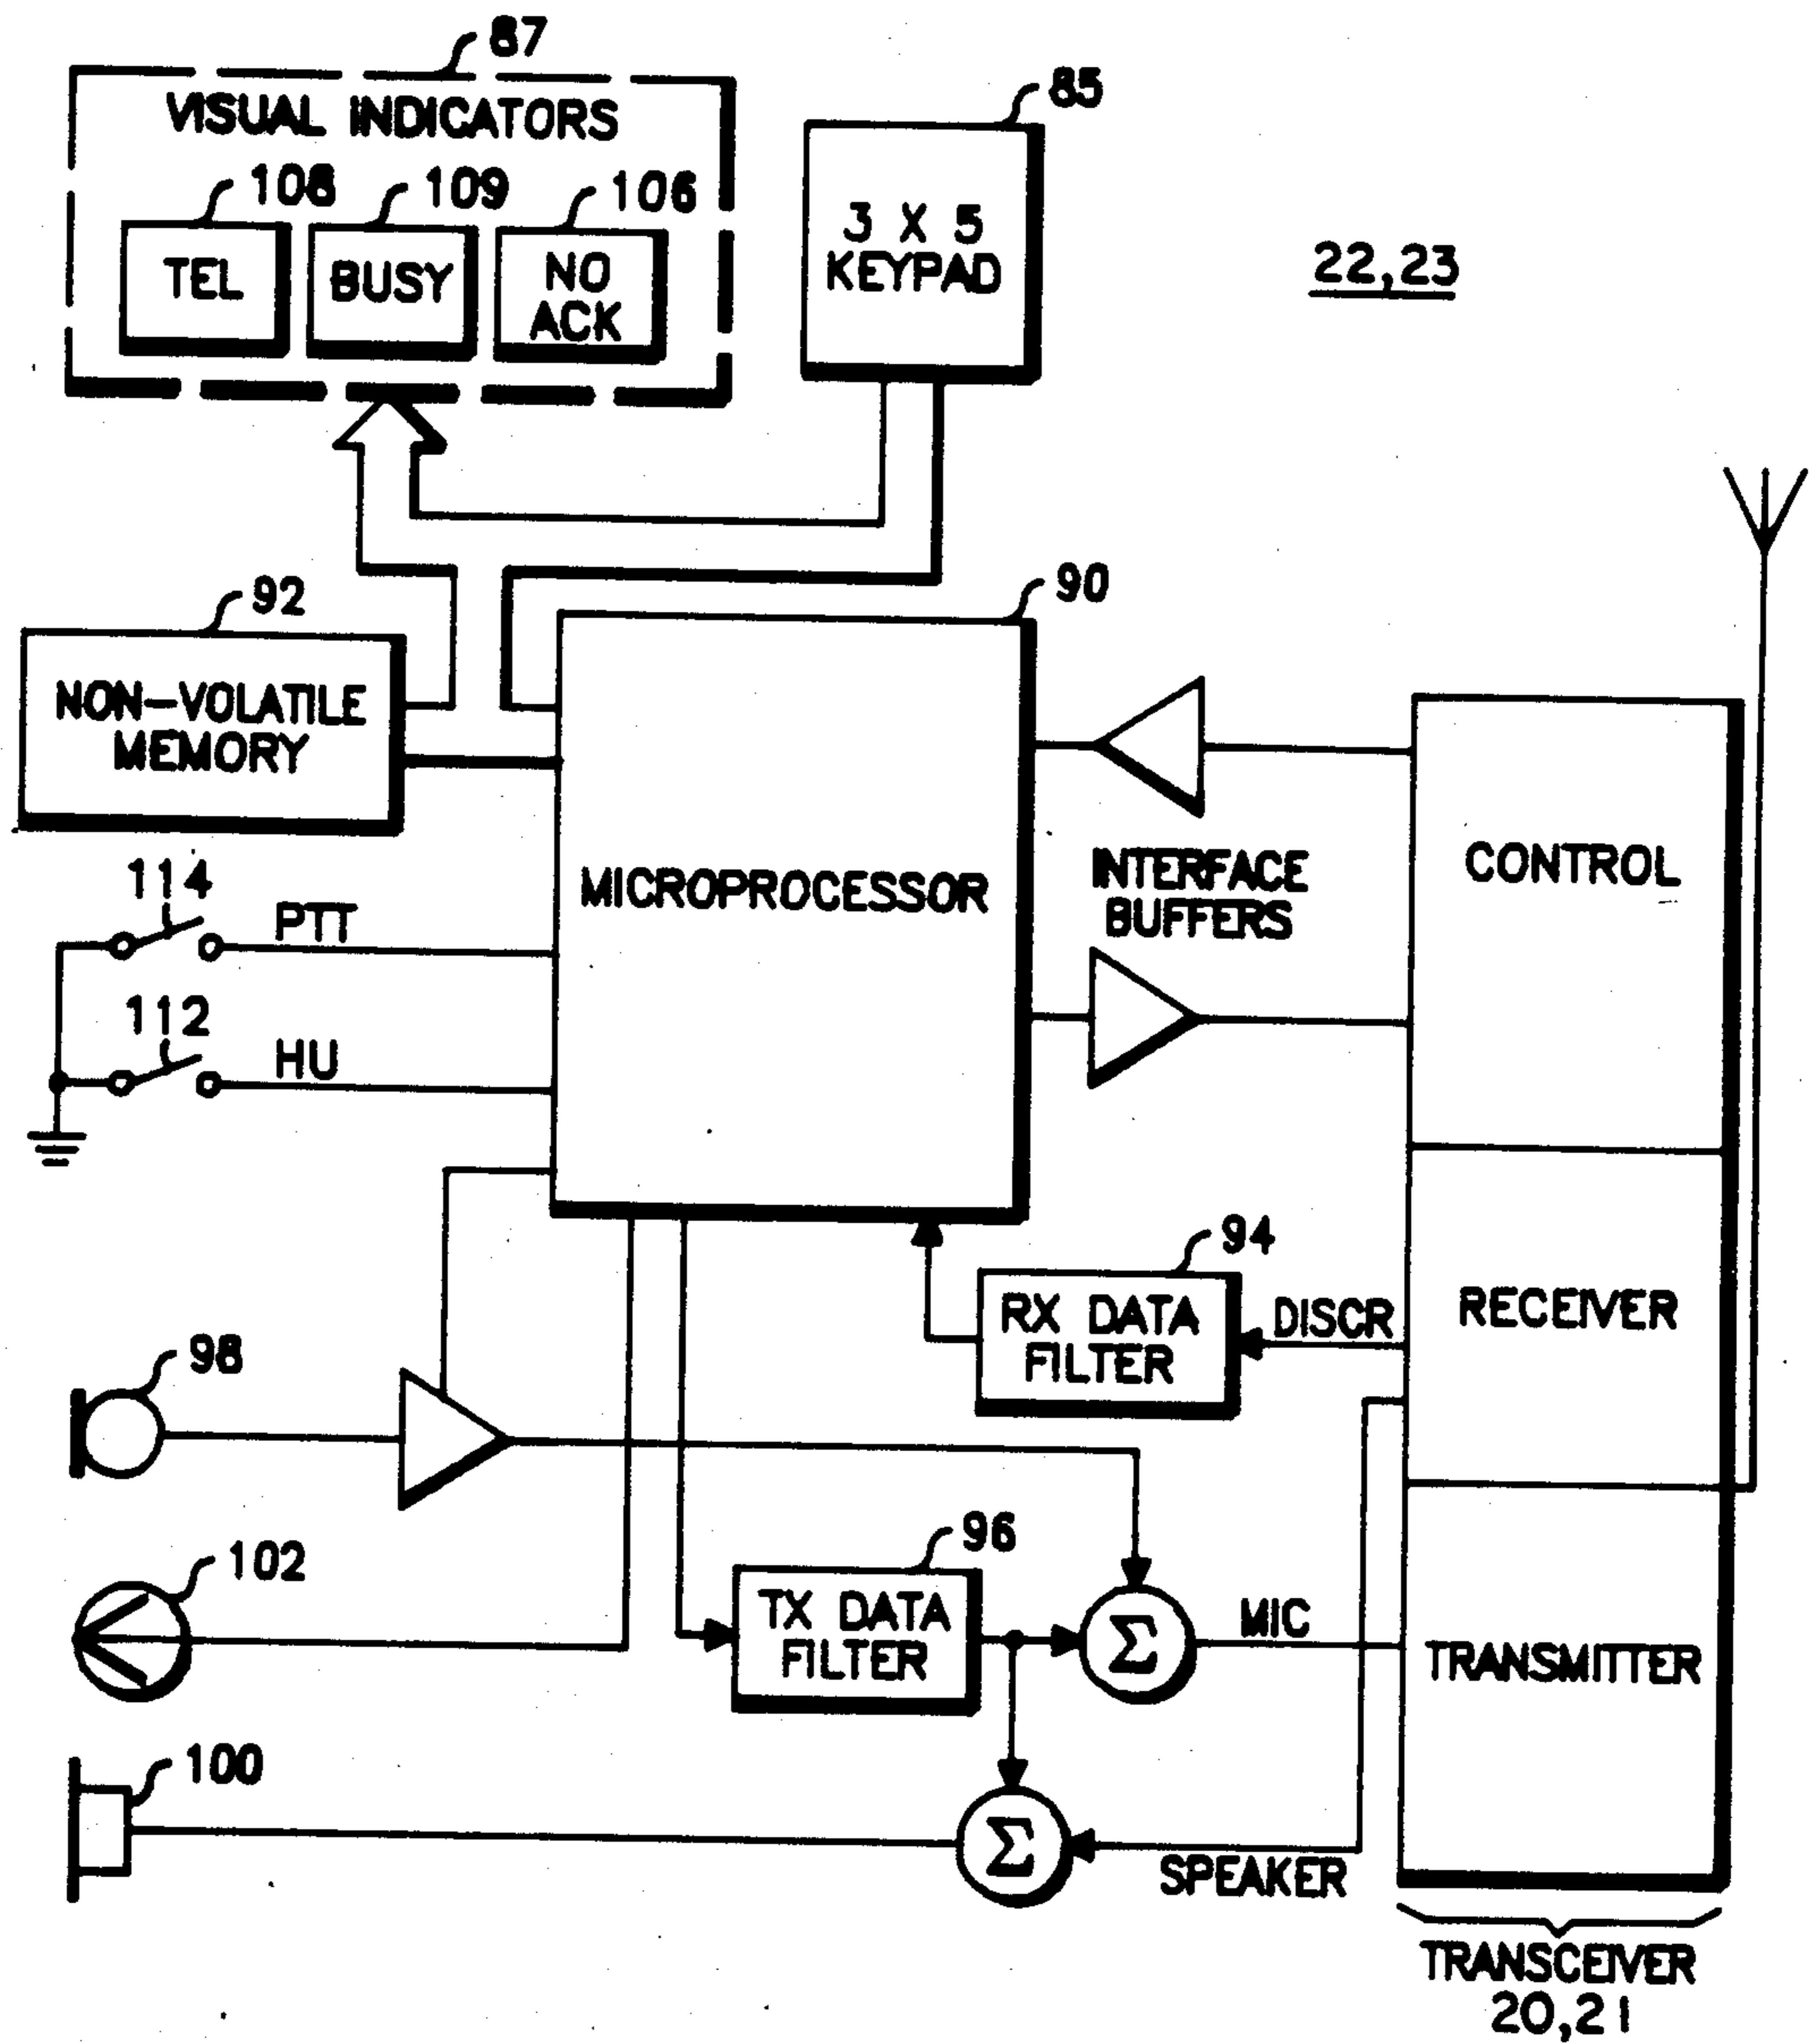 87
VISUAL INDICATORS
108
109
106
TEL
BUSY
NO
ACK
85
3 X 5
KEYPAD
22,23
92
NON-VOLATILE
MEMORY
90
MICROPROCESSOR
INTERFACE
BUFFERS
CONTROL
114
PTT
112
HU
94
RX DATA
FILTER
DISCR
RECEIVER
98
102
96
TX DATA
FILTER
Σ
MIC
TRANSMITTER
100
Σ
SPEAKER
TRANSCEIVER
20,21